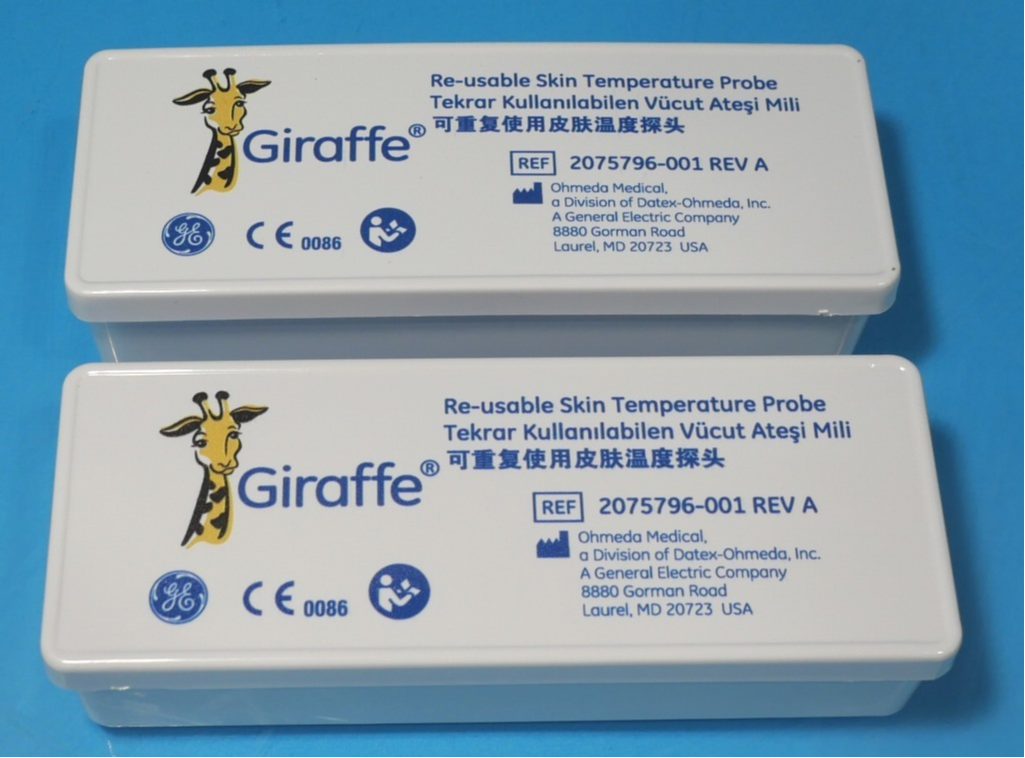 Re-usable Skin Temperature Probe
Tekrar Kullanılabilen Vücut Ateşi Mili
可重复使用皮肤温度探头
Giraffe®
REF 2075796-001 REV A
Ohmeda Medical,
a Division of Datex-Ohmeda, Inc.
A General Electric Company
8880 Gorman Road
Laurel, MD 20723 USA
GE CE 0086
Re-usable Skin Temperature Probe
Tekrar Kullanılabilen Vücut Ateşi Mili
可重复使用皮肤温度探头
Giraffe®
REF 2075796-001 REV A
Ohmeda Medical,
a Division of Datex-Ohmeda, Inc.
A General Electric Company
8880 Gorman Road
Laurel, MD 20723 USA
GE CE 0086